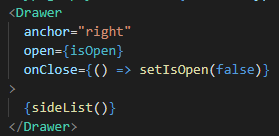 <Drawer
  anchor="right"
  open={isOpen}
  onClose={() => setIsOpen(false)}
>
  {sideList()}
</Drawer>